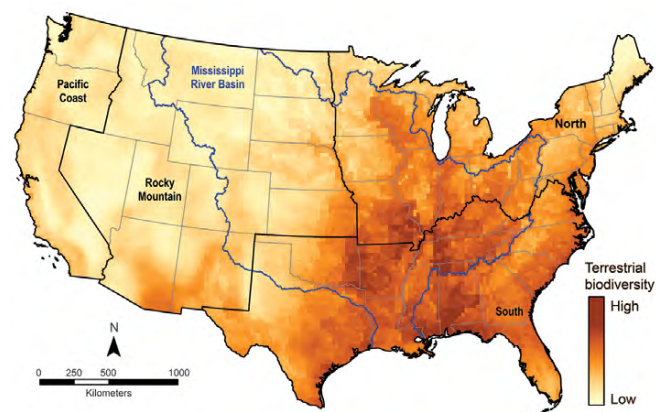 Pacific
Coast
Mississippi
River Basin
North
Rocky
Mountain
South
Terrestrial
biodiversity
High
Low
N
0 250 500 1000
Kilometers